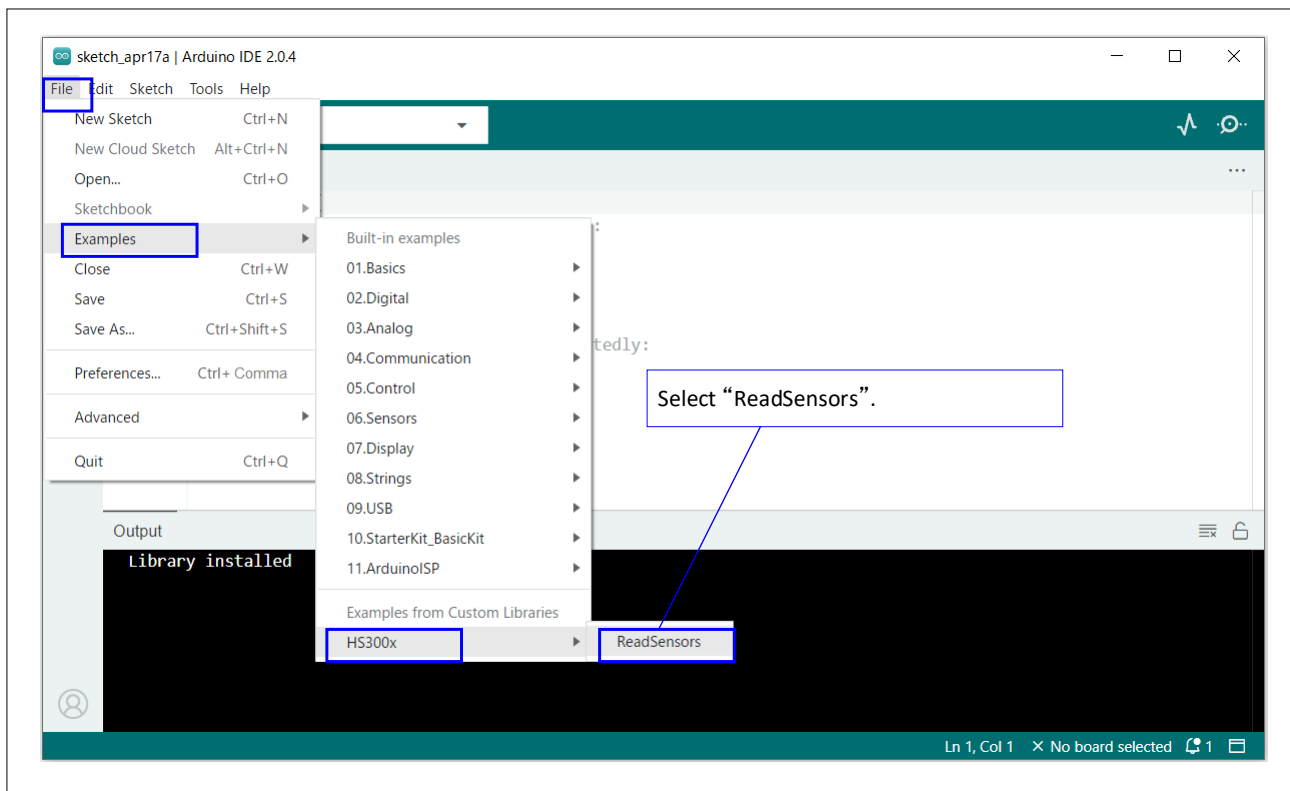 sketch_apr17a | Arduino IDE 2.0.4
File Edit Sketch Tools Help
New Sketch Ctrl+N
New Cloud Sketch Alt+Ctrl+N
Open... Ctrl+O
Sketchbook
Examples
Close Ctrl+W
Save Ctrl+S
Save As... Ctrl+Shift+S
Preferences... Ctrl+ Comma
Advanced
Quit Ctrl+Q
Built-in examples
01.Basics
02.Digital
03.Analog
04.Communication
05.Control
06.Sensors
07.Display
08.Strings
09.USB
10.StarterKit_BasicKit
11.ArduinoISP
Examples from Custom Libraries
HS300x
ReadSensors
:
tedly:
Select “ReadSensors”.
Output
Library installed
Ln 1, Col 1 × No board selected 1